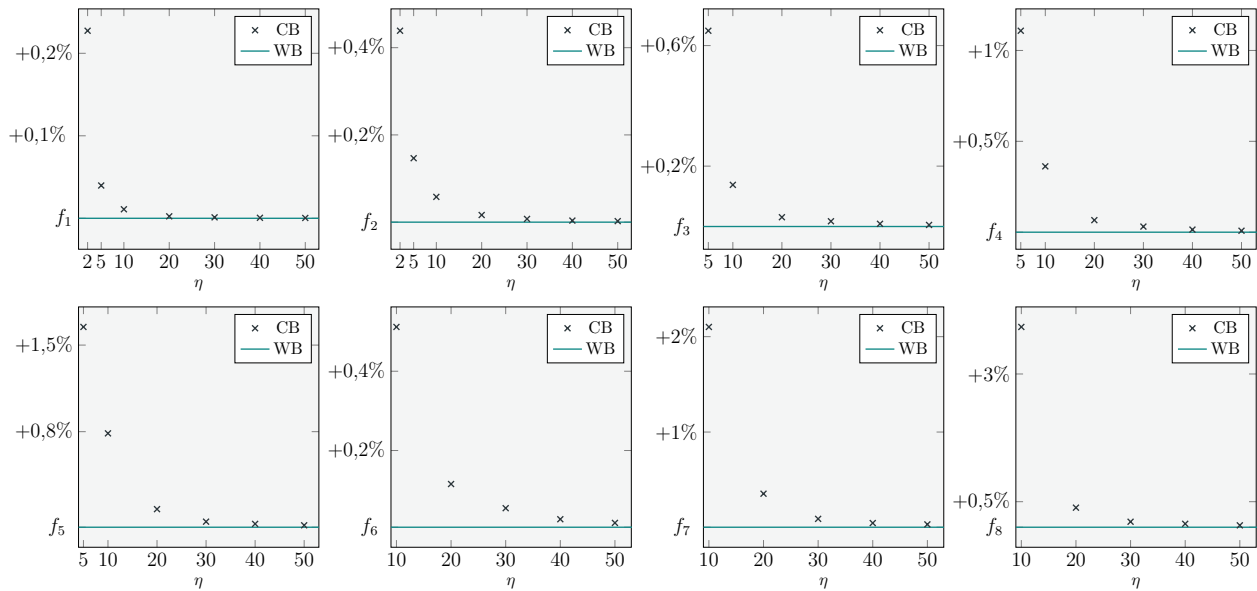 +0,2%
+0,1%
f1
2 5 10 20 30 40 50
η
CB
WB
+0,4%
+0,2%
f2
2 5 10 20 30 40 50
η
CB
WB
+0,6%
+0,2%
f3
5 10 20 30 40 50
η
CB
WB
+1%
+0,5%
f4
5 10 20 30 40 50
η
CB
WB
+1,5%
+0,8%
f5
5 10 20 30 40 50
η
CB
WB
+0,4%
+0,2%
f6
10 20 30 40 50
η
CB
WB
+2%
+1%
f7
10 20 30 40 50
η
CB
WB
+3%
+0,5%
f8
10 20 30 40 50
η
CB
WB